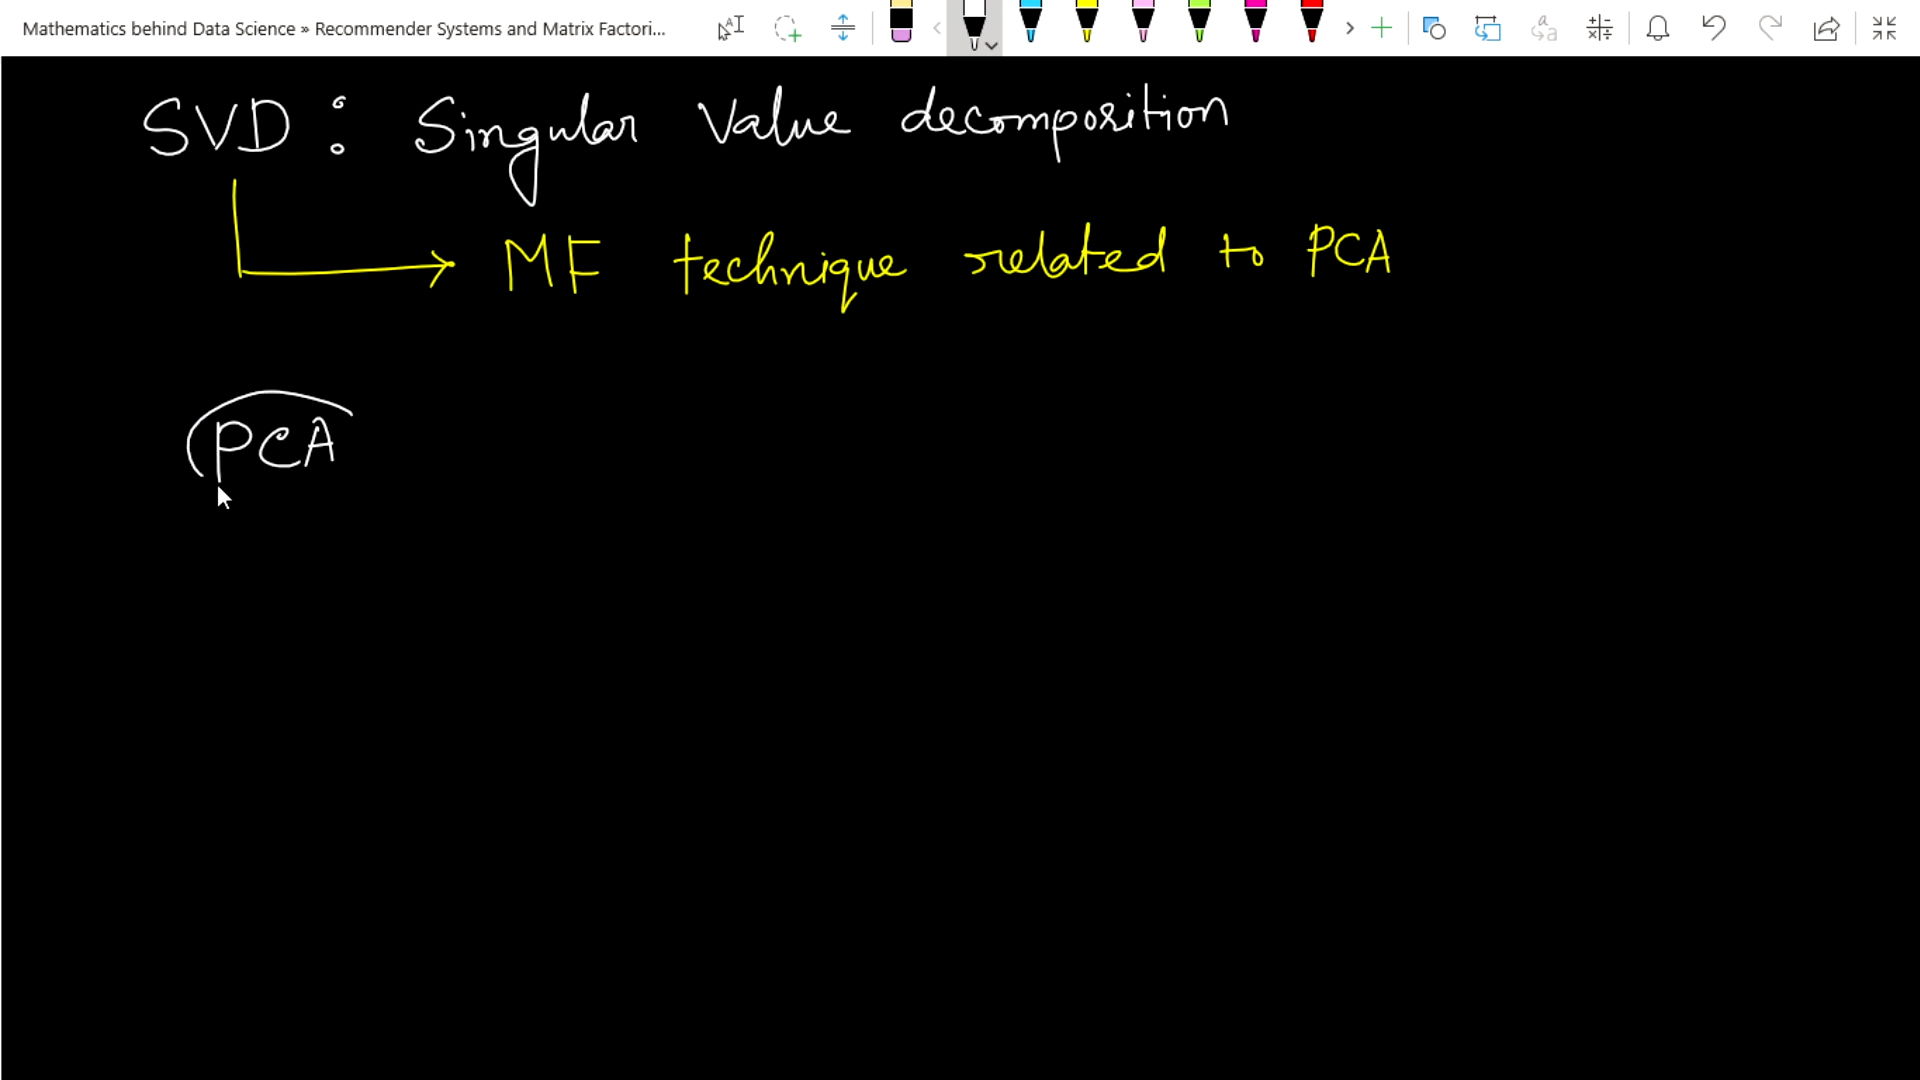 Mathematics behind Data Science » Recommender Systems and Matrix Factori...
SVD : Singular Value decomposition
MF technique related to PCA
PCA